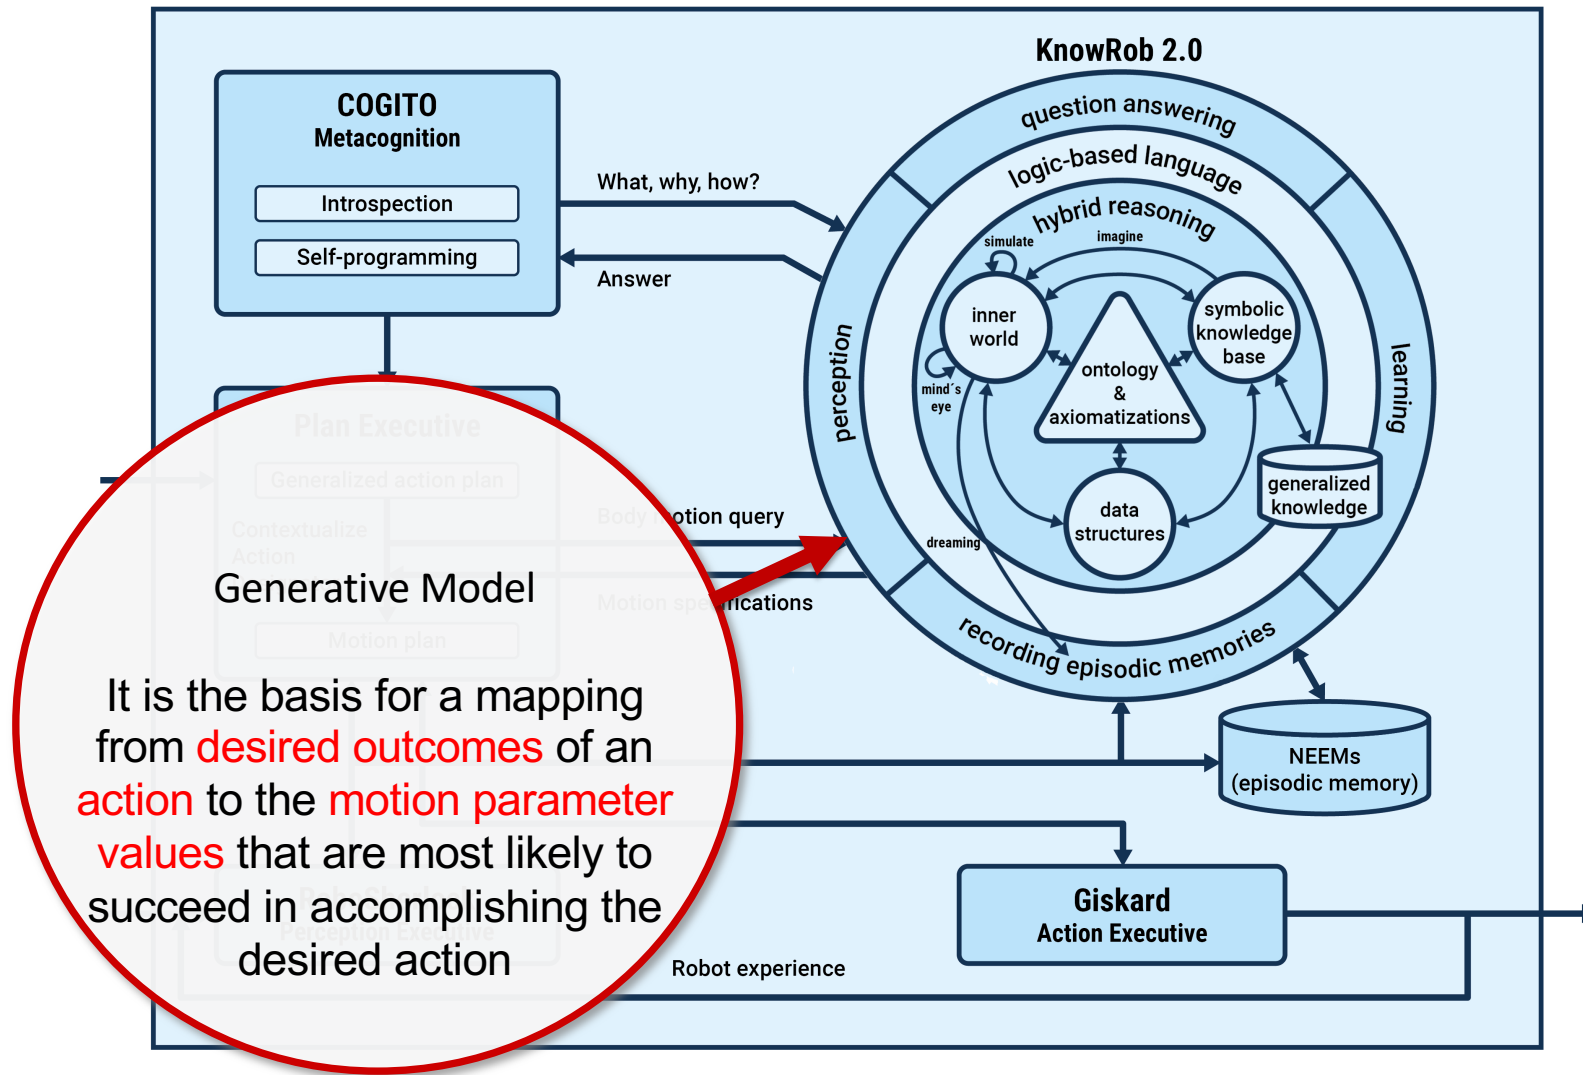 KnowRob 2.0
COGITO
Metacognition
Introspection
Self-programming
What, why, how?
Answer
question answering
logic-based language
hybrid reasoning
simulate
imagine
inner
world
symbolic
knowledge
base
mind´s
eye
ontology
&
axiomatizations
data
structures
generalized
knowledge
dreaming
perception
learning
recording episodic memories
Plan Executive
Generalized action plan
Contextualize
Action
Motion plan
Body motion query
Motion specifications
Generative Model
It is the basis for a mapping
from desired outcomes of an
action to the motion parameter
values that are most likely to
succeed in accomplishing the
desired action
Perception Executive
NEEMs
(episodic memory)
Giskard
Action Executive
Robot experience